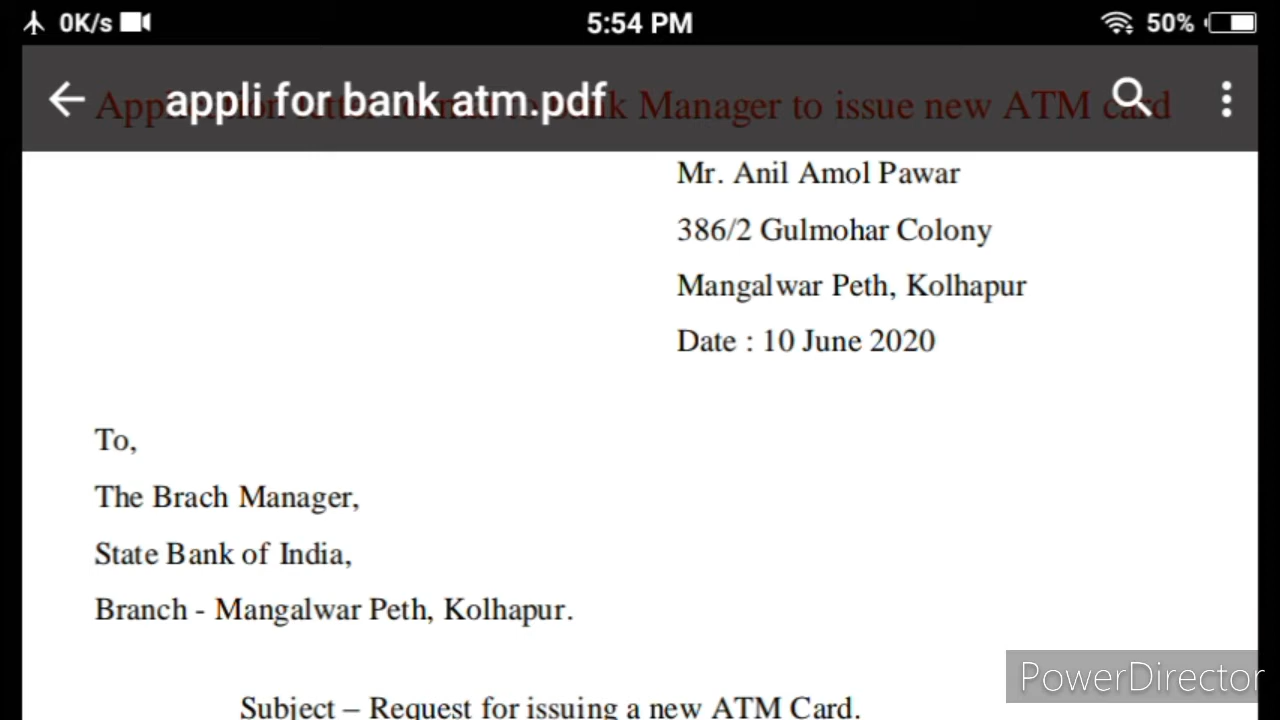 0K/s 5:54 PM 50%
appli for bank atm.pdf
Manager to issue new ATM card
Mr. Anil Amol Pawar
386/2 Gulmohar Colony
Mangalwar Peth, Kolhapur
Date : 10 June 2020
To,
The Brach Manager,
State Bank of India,
Branch - Mangalwar Peth, Kolhapur.
Subject – Request for issuing a new ATM Card.
PowerDirector